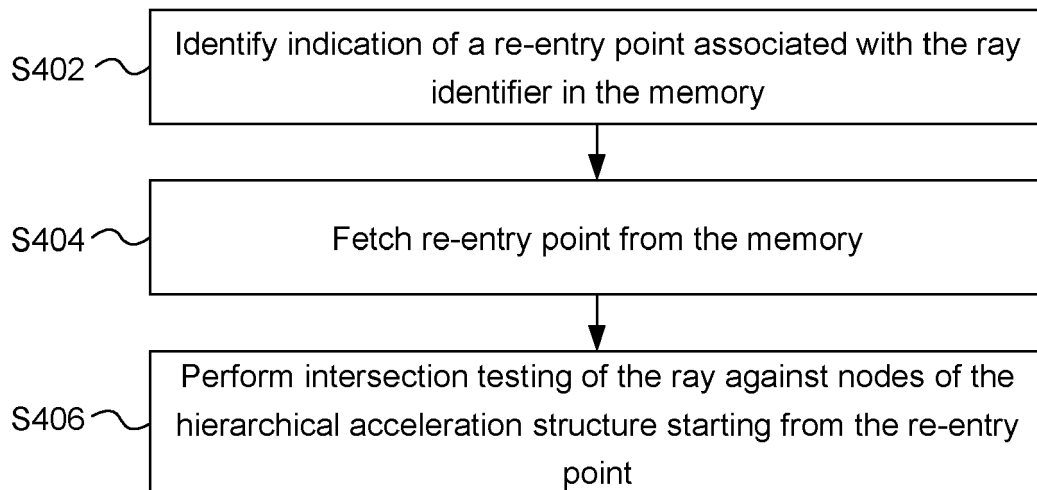 S402
Identify indication of a re-entry point associated with the ray
identifier in the memory
S404
Fetch re-entry point from the memory
S406
Perform intersection testing of the ray against nodes of the
hierarchical acceleration structure starting from the re-entry
point